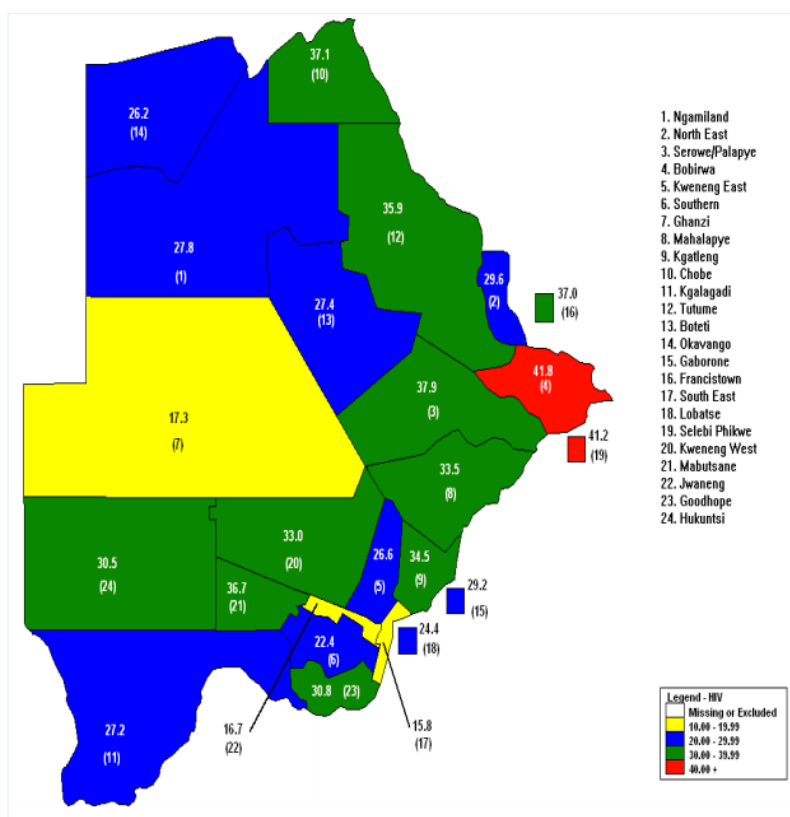 37.1
(10)
26.2
(14)
35.9
(12)
27.8
(1)
29.6
(2)
37.0
(16)
27.4
(13)
41.8
(4)
37.9
(3)
17.3
(7)
41.2
(19)
33.5
(8)
33.0
(20)
30.5
(24)
26.6
(5)
34.5
(9)
36.7
(21)
29.2
(15)
24.4
(18)
22.4
(6)
30.8 (23)
27.2
(11)
16.7
(22)
15.8
(17)
1. Ngamiland
2. North East
3. Serowe/Palapye
4. Bobirwa
5. Kweneng East
6. Southern
7. Ghanzi
8. Mahalapye
9. Kgatleng
10. Chobe
11. Kgalagadi
12. Tutume
13. Boteti
14. Okavango
15. Gaborone
16. Francistown
17. South East
18. Lobatse
19. Selebi Phikwe
20. Kweneng West
21. Mabutsane
22. Jwaneng
23. Goodhope
24. Hukuntsi
Legend - HIV
Missing or Excluded
10.00 - 19.99
20.00 - 29.99
30.00 - 39.99
40.00 +